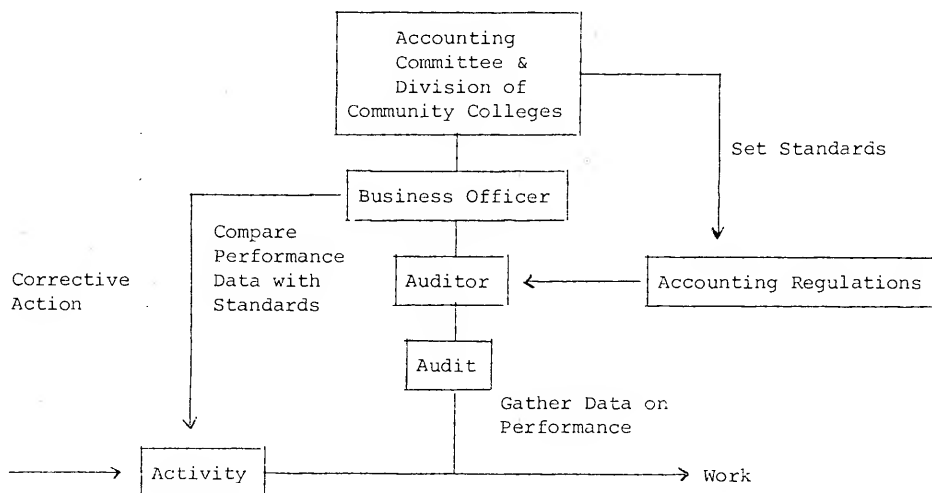 Accounting
Committee &
Division of
Community Colleges
Set Standards
Business Officer
Compare
Performance
Data with
Standards
Corrective
Action
Auditor
Accounting Regulations
Audit
Gather Data on
Performance
Activity
Work